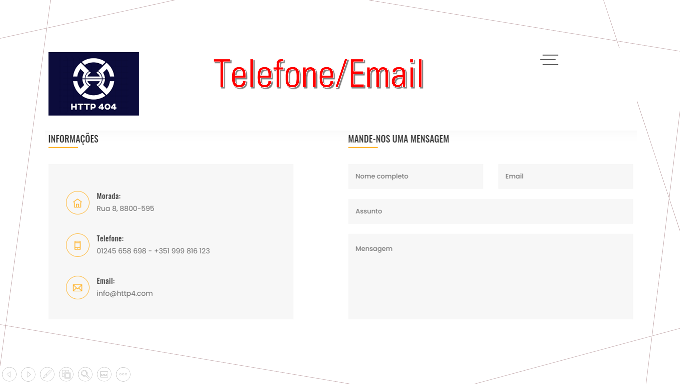 HTTP 404
Telefone/Email
INFORMAÇÕES
Morada:
Rua 8, 8800-595
Telefone:
01245 658 698 - +351 999 816 123
Email:
info@http4.com
MANDE-NOS UMA MENSAGEM
Nome completo
Email
Assunto
Mensagem